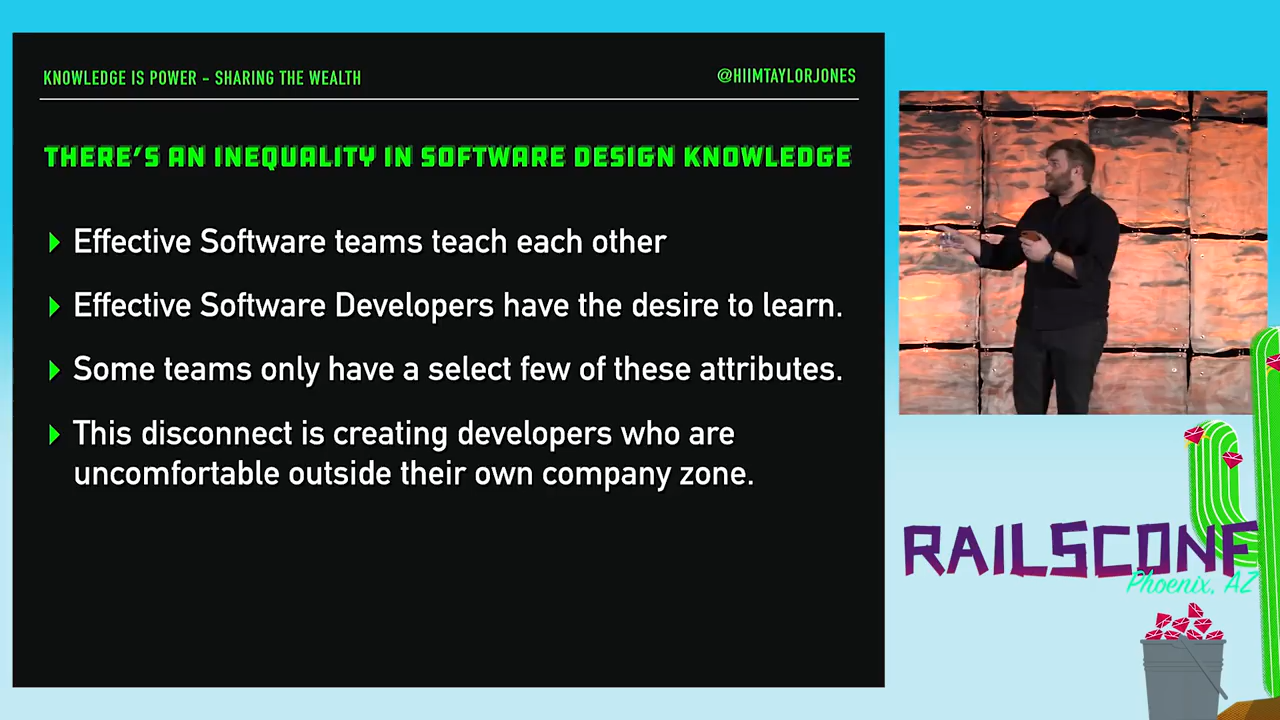 KNOWLEDGE IS POWER - SHARING THE WEALTH
@HIIMTAYLORJONES
THERE'S AN INEQUALITY IN SOFTWARE DESIGN KNOWLEDGE
Effective Software teams teach each other
Effective Software Developers have the desire to learn.
Some teams only have a select few of these attributes.
This disconnect is creating developers who are
uncomfortable outside their own company zone.
RAILSCONF
Phoenix, AZ